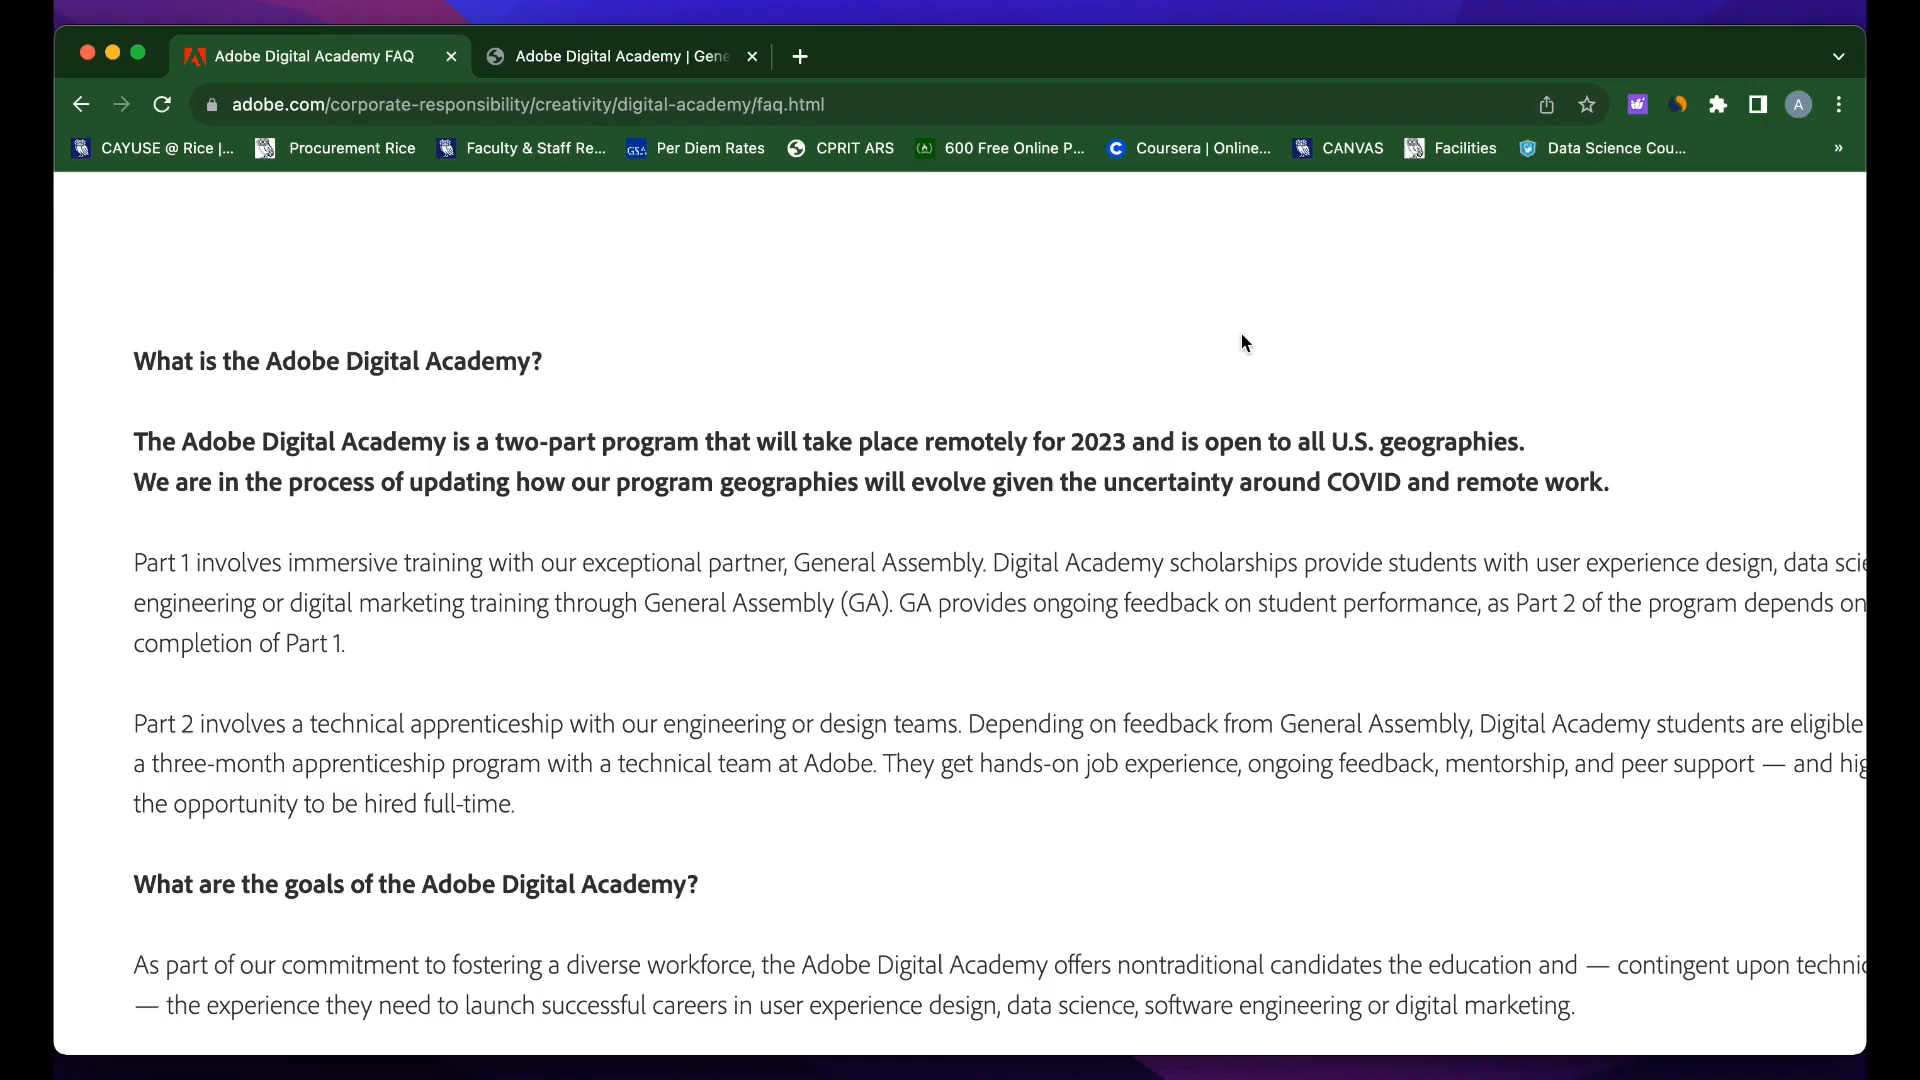 Adobe Digital Academy FAQ
Adobe Digital Academy | Gene
adobe.com/corporate-responsibility/creativity/digital-academy/faq.html
A
CAYUSE @ Rice |...
Procurement Rice
Faculty & Staff Re...
GSA
Per Diem Rates
CPRIT ARS
600 Free Online P...
Coursera | Online...
CANVAS
Facilities
Data Science Cou...
What is the Adobe Digital Academy?
The Adobe Digital Academy is a two-part program that will take place remotely for 2023 and is open to all U.S. geographies.
We are in the process of updating how our program geographies will evolve given the uncertainty around COVID and remote work.
Part 1 involves immersive training with our exceptional partner, General Assembly. Digital Academy scholarships provide students with user experience design, data scie
engineering or digital marketing training through General Assembly (GA). GA provides ongoing feedback on student performance, as Part 2 of the program depends on
completion of Part 1.
Part 2 involves a technical apprenticeship with our engineering or design teams. Depending on feedback from General Assembly, Digital Academy students are eligible
a three-month apprenticeship program with a technical team at Adobe. They get hands-on job experience, ongoing feedback, mentorship, and peer support — and hig
the opportunity to be hired full-time.
What are the goals of the Adobe Digital Academy?
As part of our commitment to fostering a diverse workforce, the Adobe Digital Academy offers nontraditional candidates the education and — contingent upon technic
— the experience they need to launch successful careers in user experience design, data science, software engineering or digital marketing.